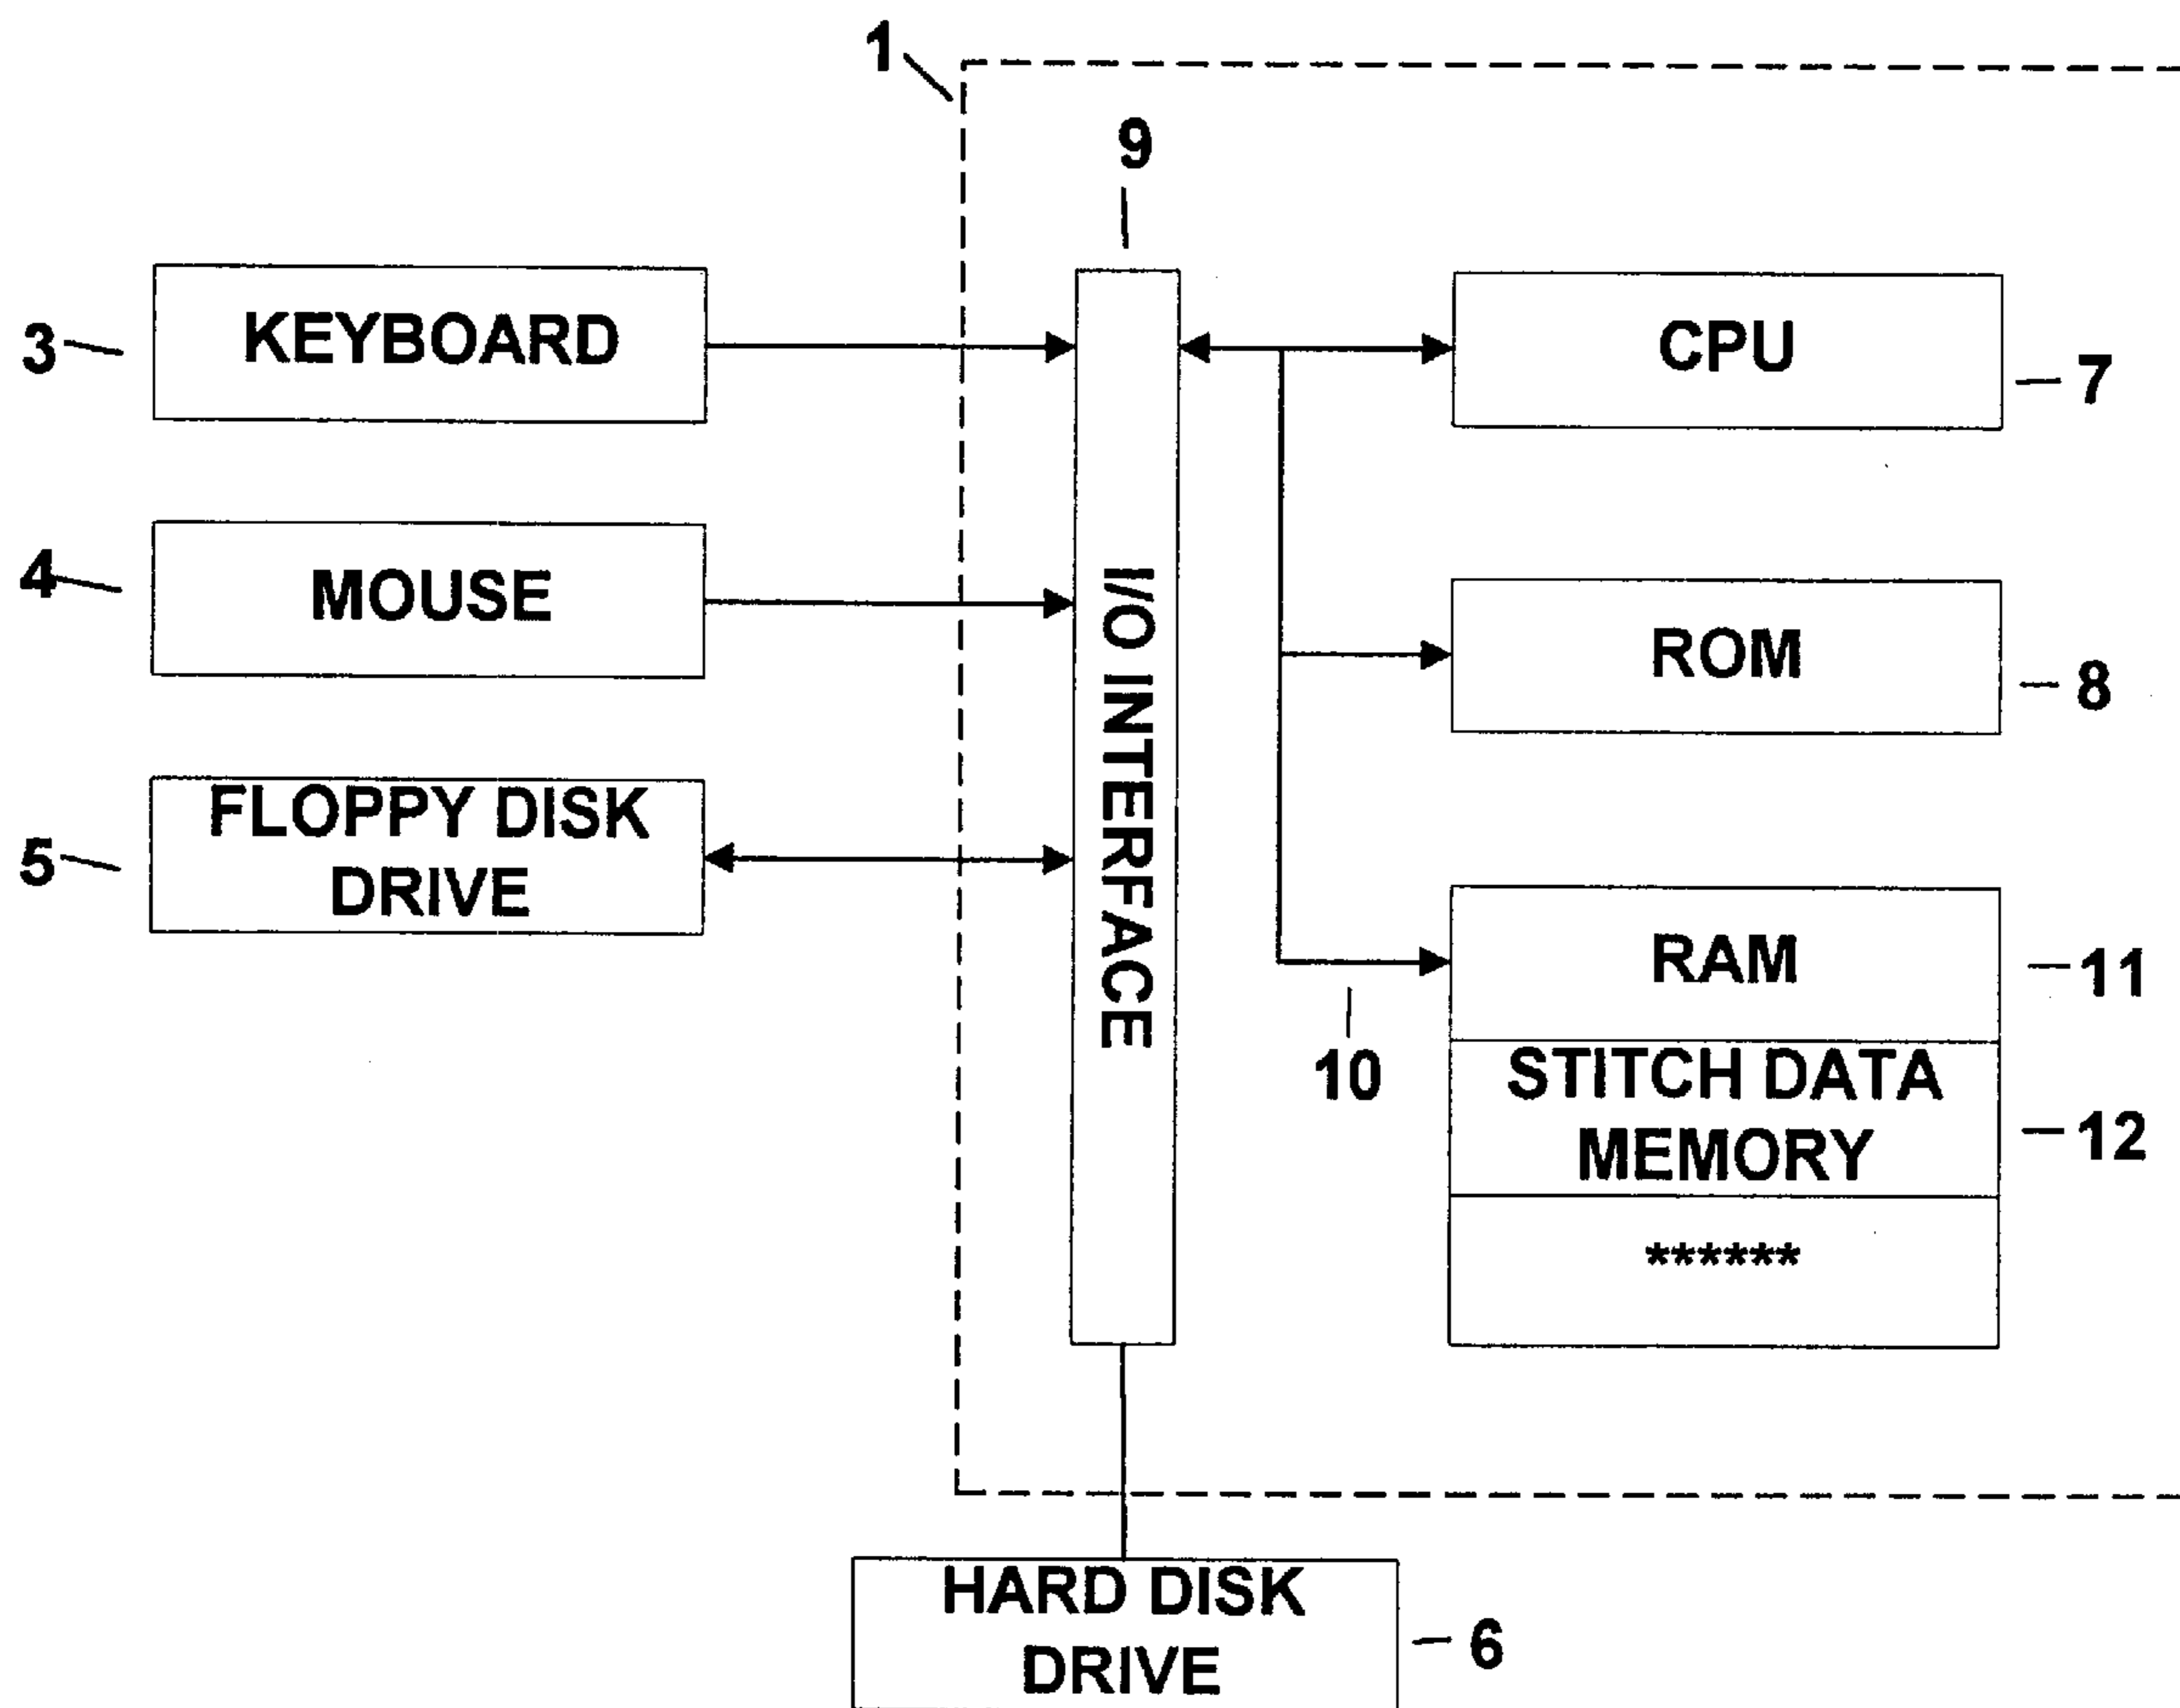 1
9
3
KEYBOARD
CPU
7
4
MOUSE
I/O INTERFACE
ROM
8
5
FLOPPY DISK
DRIVE
RAM
11
10
STITCH DATA
MEMORY
12
******
HARD DISK
DRIVE
6